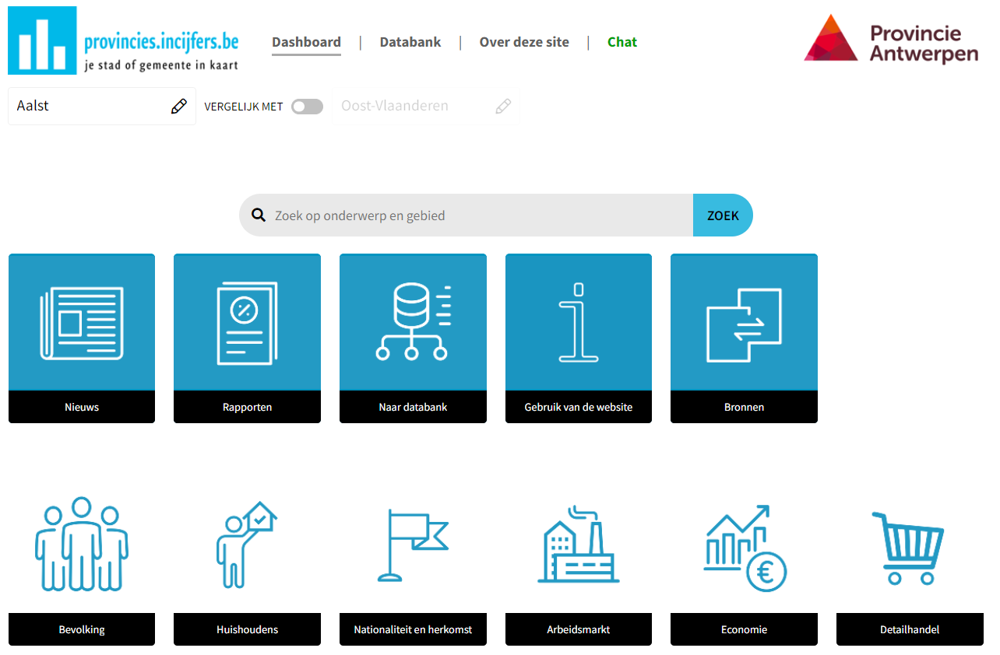 provincies.incijfers.be
je stad of gemeente in kaart
Dashboard | Databank | Over deze site | Chat
Provincie
Antwerpen
Aalst
VERGELIJK MET
Oost-Vlaanderen
Zoek op onderwerp en gebied
ZOEK
Nieuws
Rapporten
Naar databank
Gebruik van de website
Bronnen
Bevolking
Huishoudens
Nationaliteit en herkomst
Arbeidsmarkt
Economie
Detailhandel